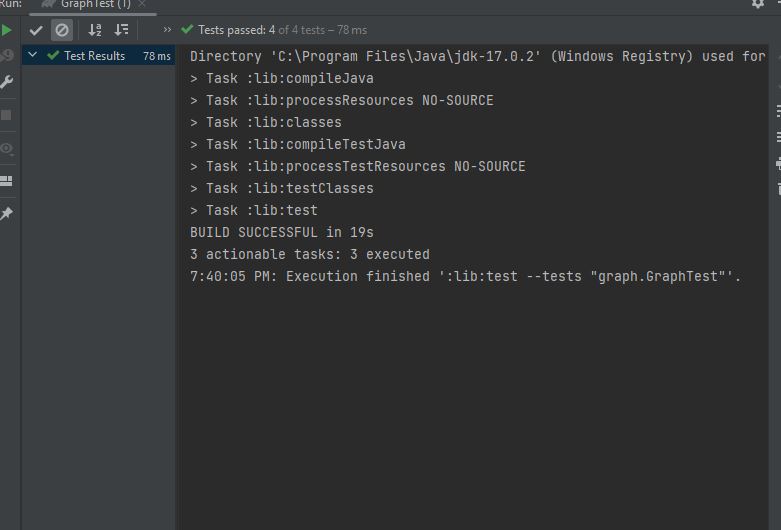 Run: GraphTest (1)
Tests passed: 4 of 4 tests – 78 ms
Test Results 78 ms
Directory 'C:\Program Files\Java\jdk-17.0.2' (Windows Registry) used for
> Task :lib:compileJava
> Task :lib:processResources NO-SOURCE
> Task :lib:classes
> Task :lib:compileTestJava
> Task :lib:processTestResources NO-SOURCE
> Task :lib:testClasses
> Task :lib:test
BUILD SUCCESSFUL in 19s
3 actionable tasks: 3 executed
7:40:05 PM: Execution finished ':lib:test --tests "graph.GraphTest"'.